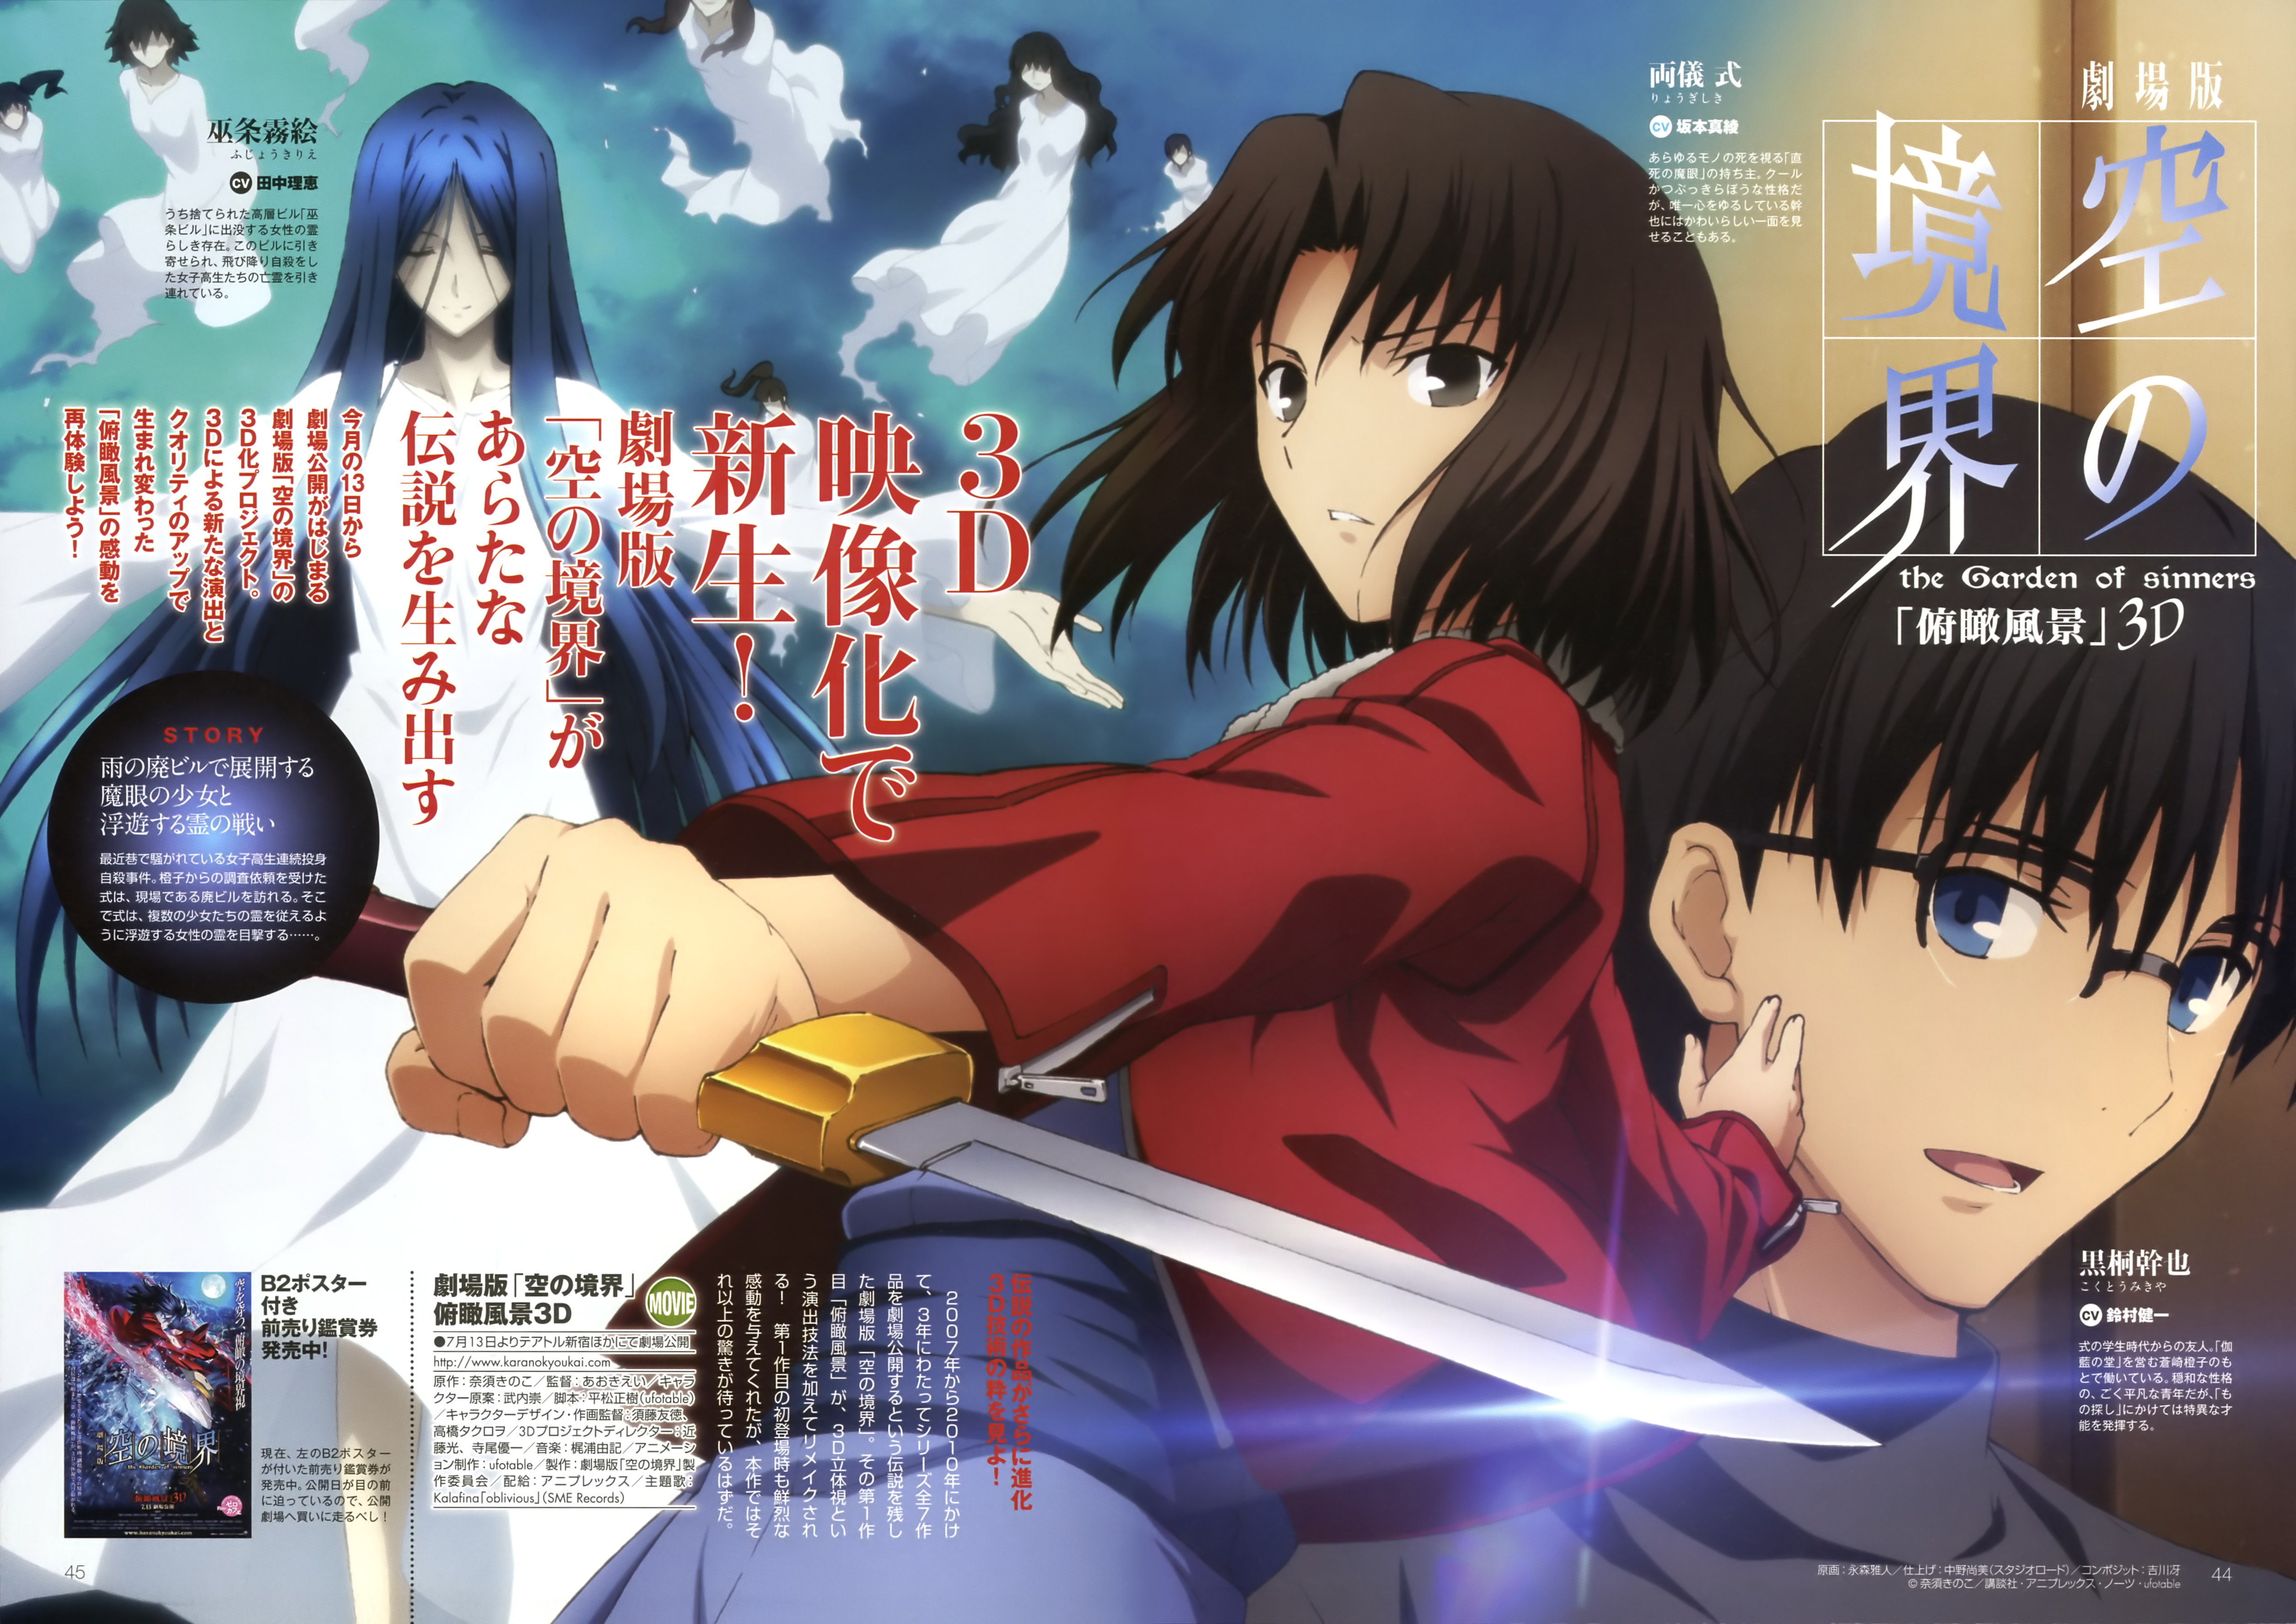 劇場版
空の
境界
the Garden of sinners
「俯瞰風景」3D
両儀 式
りょうぎしき
CV 坂本真綾
あらゆるモノの死を視る「直
死の魔眼」の持ち主。クール
かつぶっきらぼうな性格だ
が、唯一心をゆるしている幹
也にはかわいらしい一面を見
せることもある。
巫条霧絵
ふじょうきりえ
CV 田中理恵
うち捨てられた高層ビル「巫
条ビル」に出没する女性の霊
らしき存在。このビルに引き
寄せられ、飛び降り自殺をし
た女子高生たちの亡霊を引き
連れている。
3D
映像化で
新生!
劇場版
「空の境界」が
あらたな
伝説を生み出す
今月の13日から
劇場公開がはじまる
劇場版「空の境界」の
3D化プロジェクト。
3Dによる新たな演出と
クオリティのアップで
生まれ変わった
「俯瞰風景」の感動を
再体験しよう!
STORY
雨の廃ビルで展開する
魔眼の少女と
浮遊する霊の戦い
最近巷で騒がれている女子高生連続投身
自殺事件。橙子からの調査依頼を受けた
式は、現場である廃ビルを訪れる。そこ
で式は、複数の少女たちの霊を従えるよ
うに浮遊する女性の霊を目撃する……。
黒桐幹也
こくとうみきや
CV 鈴村健一
式の学生時代からの友人。「伽
藍の堂」を営む蒼崎橙子のも
とで働いている。穏和な性格
の、ごく平凡な青年だが、「も
の探し」にかけては特異な才
能を発揮する。
伝説の作品がさらに進化
3D技術の粋を見よ!
2007年から2010年にかけ
て、3年にわたってシリーズ全7作
品を劇場公開するという伝説を残し
た劇場版「空の境界」。その第1作
目「俯瞰風景」が、3D立体視とい
う演出技法を加えてリメイクされ
る! 第1作目の初登場時も鮮烈な
感動を与えてくれたが、本作ではそ
れ以上の驚きが待っているはずだ。
劇場版「空の境界」
俯瞰風景3D
MOVIE
●7月13日よりテアトル新宿ほかにて劇場公開
http://www.karanokyoukai.com
原作:奈須きのこ/監督:あおきえい/キャラ
クター原案:武内崇/脚本:平松正樹(ufotable)
/キャラクターデザイン・作画監督:須藤友徳、
高橋タクロヲ/3Dプロジェクトディレクター:近
藤光、寺尾優一/音楽:梶浦由記/アニメーシ
ョン制作:ufotable/製作:劇場版「空の境界」製
作委員会/配給:アニプレックス/主題歌:
Kalafina「oblivious」(SME Records)
B2ポスター
付き
前売り鑑賞券
発売中!
現在、左のB2ポスター
が付いた前売り鑑賞券が
発売中。公開日が目の前
に迫っているので、公開
劇場へ買いに走るべし!
劇場版
空の境界
the Garden of sinners
俯瞰風景3D
www.karanokyoukai.com
45
原画:永森雅人/仕上げ:中野尚美(スタジオロード)/コンポジット:吉川冴
©奈須きのこ/講談社・アニプレックス・ノーツ・ufotable
44